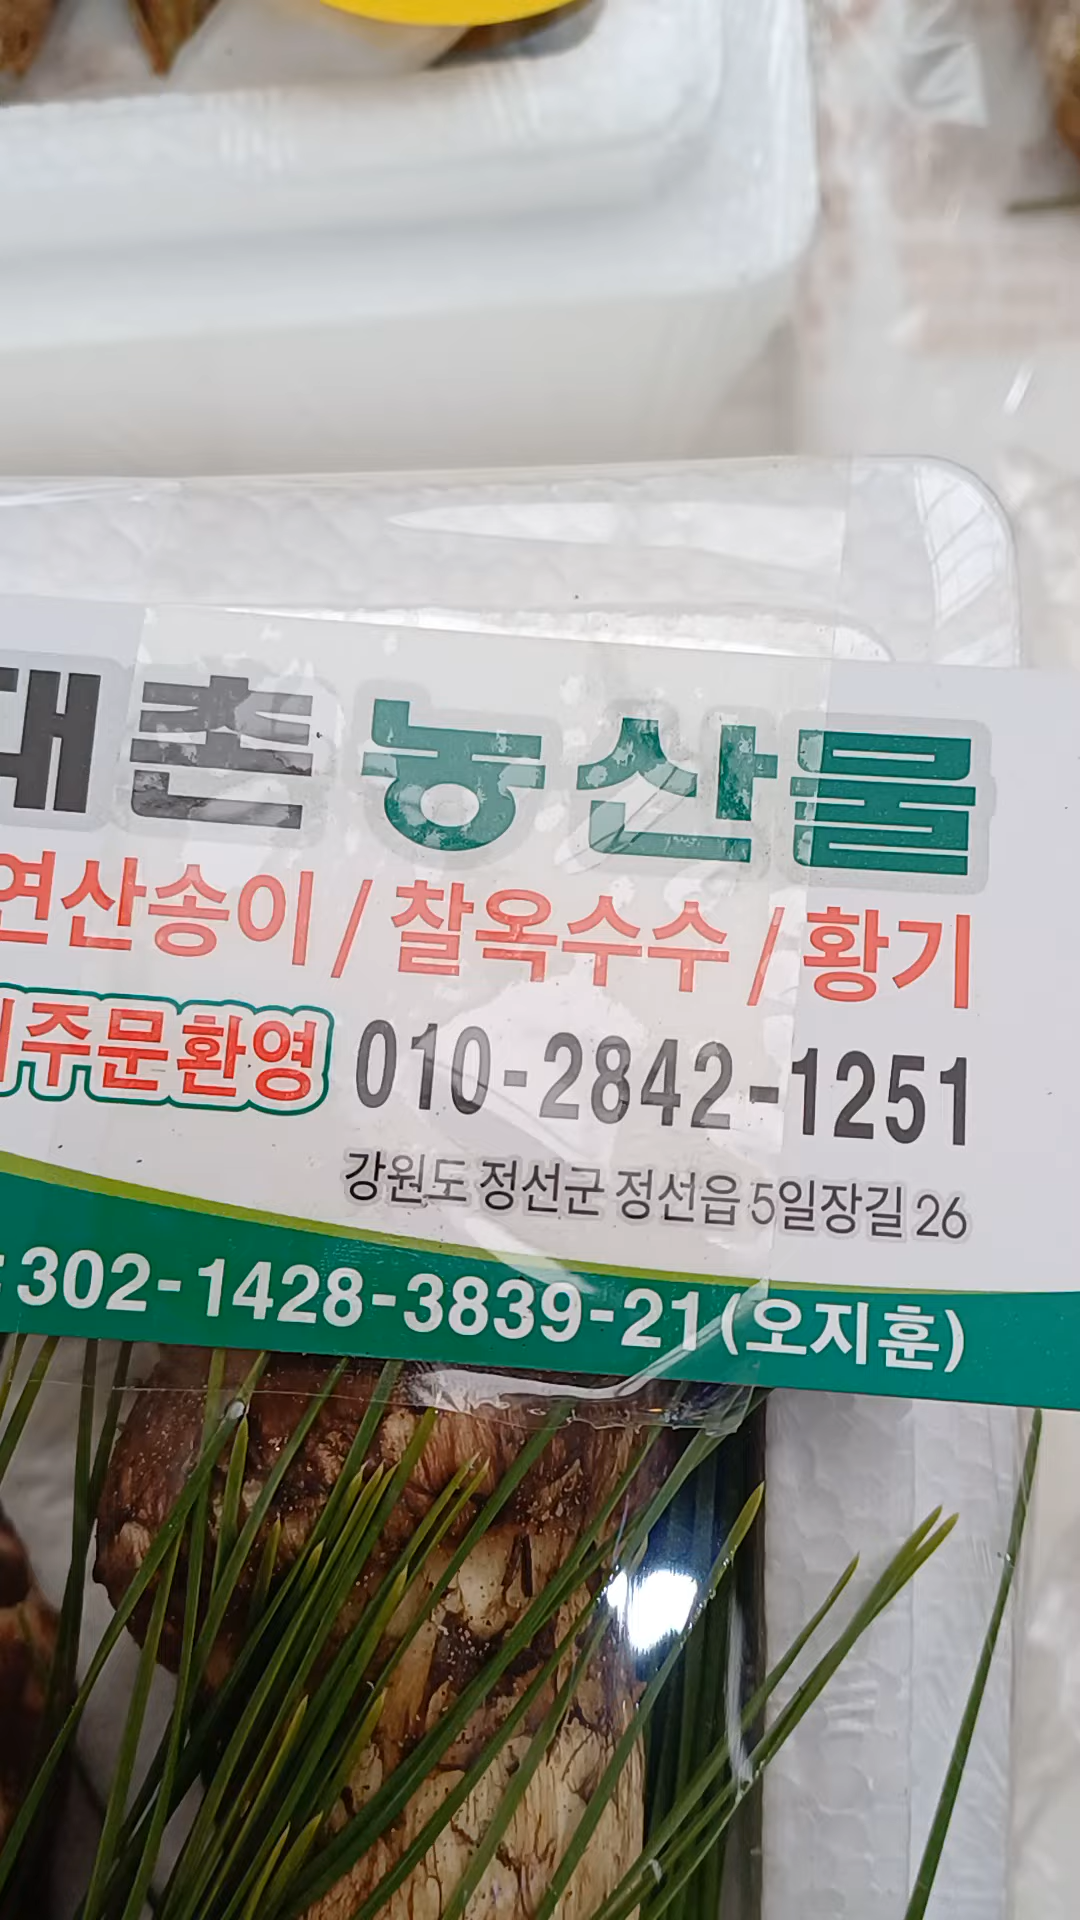 대촌 농산물
연산송이 / 찰옥수수 / 황기
주문환영 010-2842-1251
강원도 정선군 정선읍 5일장길 26
302-1428-3839-21 (오지훈)